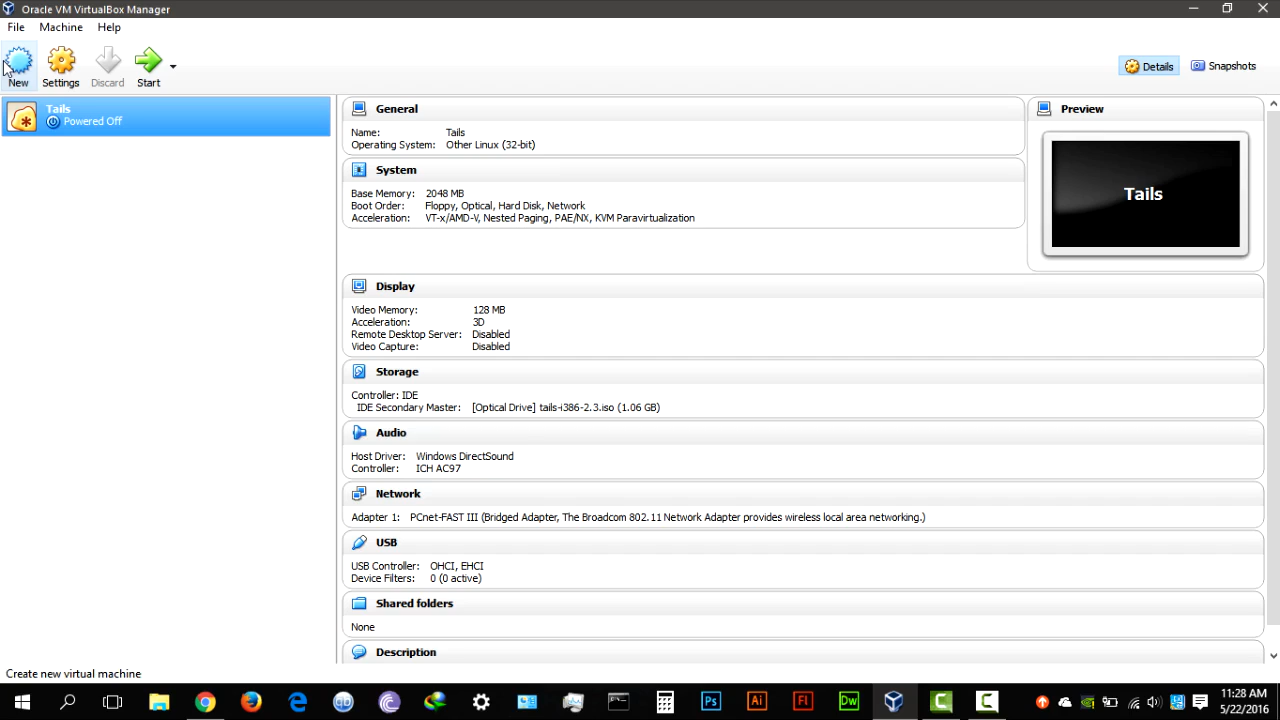 Oracle VM VirtualBox Manager
File Machine Help
New Settings Discard Start Details Snapshots
Tails
Powered Off
General
Name: Tails
Operating System: Other Linux (32-bit)
System
Base Memory: 2048 MB
Boot Order: Floppy, Optical, Hard Disk, Network
Acceleration: VT-x/AMD-V, Nested Paging, PAE/NX, KVM Paravirtualization
Preview
Tails
Display
Video Memory: 128 MB
Acceleration: 3D
Remote Desktop Server: Disabled
Video Capture: Disabled
Storage
Controller: IDE
IDE Secondary Master: [Optical Drive] tails-i386-2.3.iso (1.06 GB)
Audio
Host Driver: Windows DirectSound
Controller: ICH AC97
Network
Adapter 1: PCnet-FAST III (Bridged Adapter, The Broadcom 802.11 Network Adapter provides wireless local area networking.)
USB
USB Controller: OHCI, EHCI
Device Filters: 0 (0 active)
Shared folders
None
Description
Create new virtual machine
Ps Ai Fl Dw
11:28 AM
5/22/2016